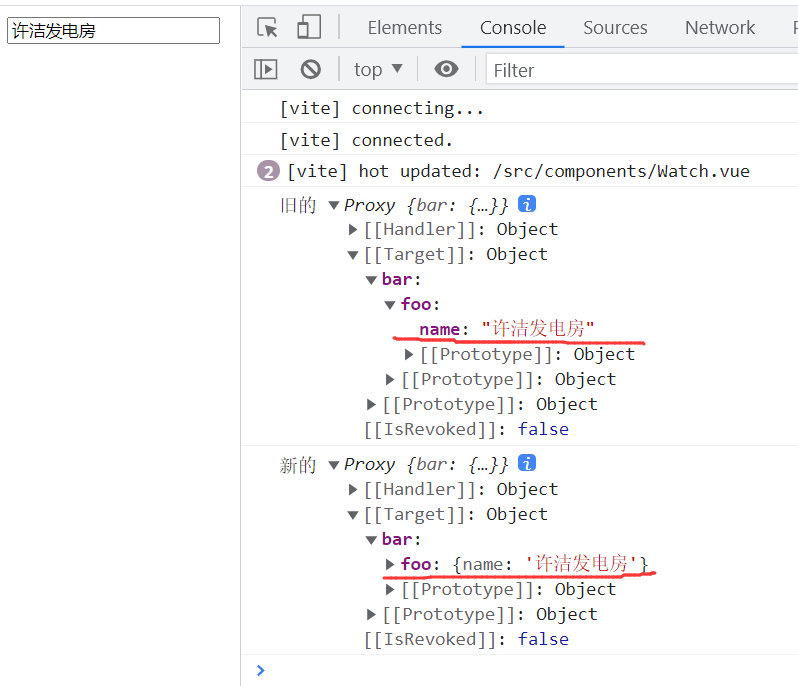 许洁发电房
Elements Console Sources Network
top Filter
[vite] connecting...
[vite] connected.
2 [vite] hot updated: /src/components/Watch.vue
旧的 ▼Proxy {bar: {…}} i
▶[[Handler]]: Object
▼[[Target]]: Object
▼bar:
▼foo:
name: "许洁发电房"
▶[[Prototype]]: Object
▶[[Prototype]]: Object
▶[[Prototype]]: Object
[[IsRevoked]]: false
新的 ▼Proxy {bar: {…}} i
▶[[Handler]]: Object
▼[[Target]]: Object
▼bar:
▶foo: {name: '许洁发电房'}
▶[[Prototype]]: Object
▶[[Prototype]]: Object
[[IsRevoked]]: false